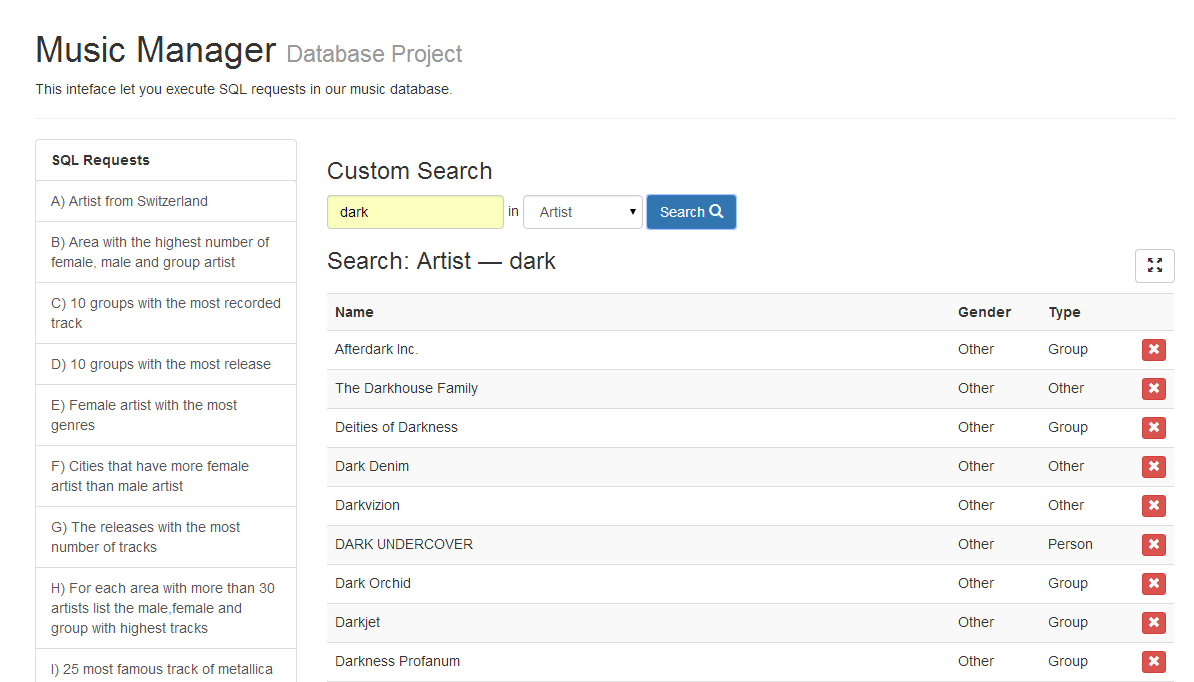 Music Manager Database Project
This inteface let you execute SQL requests in our music database.
SQL Requests
A) Artist from Switzerland
B) Area with the highest number of
female, male and group artist
C) 10 groups with the most recorded
track
D) 10 groups with the most release
E) Female artist with the most
genres
F) Cities that have more female
artist than male artist
G) The releases with the most
number of tracks
H) For each area with more than 30
artists list the male,female and
group with highest tracks
I) 25 most famous track of metallica
Custom Search
dark in Artist Search
Search: Artist — dark
Name Gender Type
Afterdark Inc. Other Group
The Darkhouse Family Other Other
Deities of Darkness Other Group
Dark Denim Other Other
Darkvizion Other Other
DARK UNDERCOVER Other Person
Dark Orchid Other Group
Darkjet Other Group
Darkness Profanum Other Group